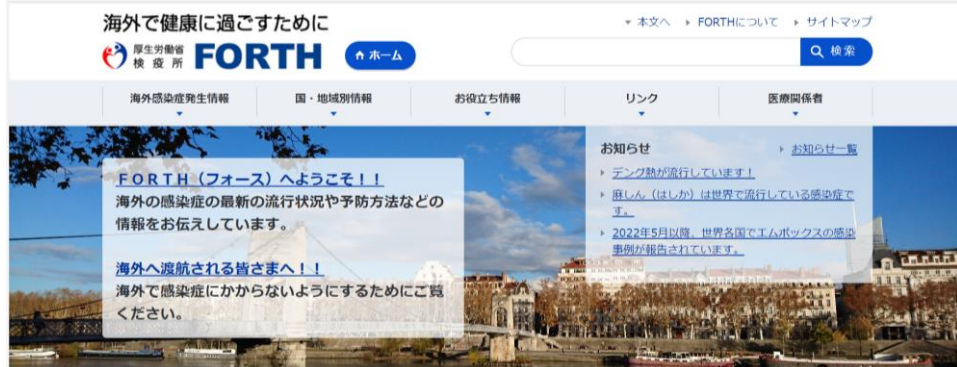 海外で健康に過ごすために
本文へ FORTHについて サイトマップ
厚生労働省
検疫所
FORTH
ホーム
検索
海外感染症発生情報 国・地域別情報 お役立ち情報 リンク 医療関係者
FORTH(フォース)へようこそ!!
海外の感染症の最新の流行状況や予防方法などの
情報をお伝えしています。
海外へ渡航される皆さまへ!!
海外で感染症にかからないようにするためにご覧
ください。
お知らせ お知らせ一覧
デング熱が流行しています!
麻しん(はしか)は世界で流行している感染症で
す。
2022年5月以降、世界各国でエムポックスの感染
事例が報告されています。